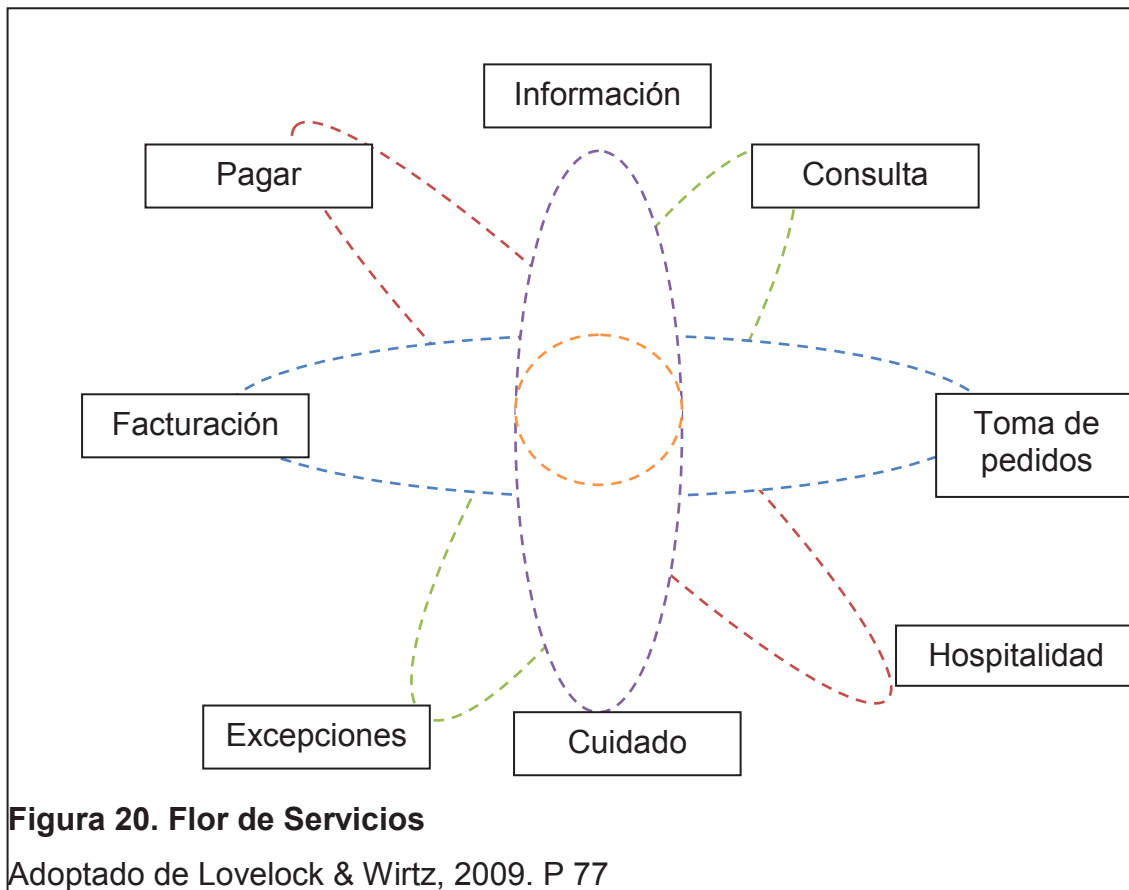 Información
Pagar
Consulta
Facturación
Toma de
pedidos
Hospitalidad
Excepciones
Cuidado
Figura 20. Flor de Servicios
Adoptado de Lovelock & Wirtz, 2009. P 77